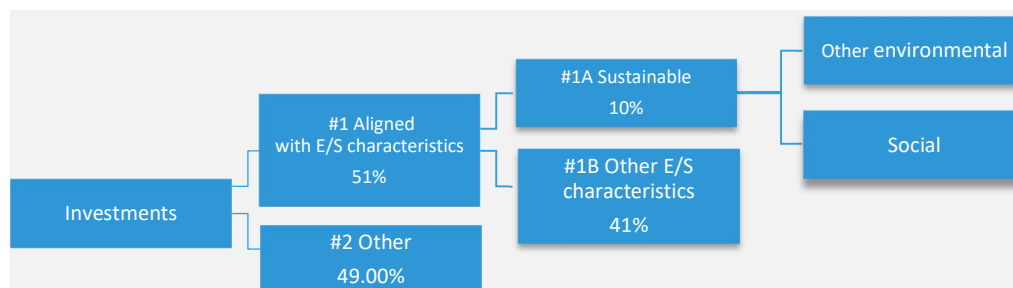 Investments
#1 Aligned
with E/S characteristics
51%
#2 Other
49.00%
#1A Sustainable
10%
#1B Other E/S
characteristics
41%
Other environmental
Social